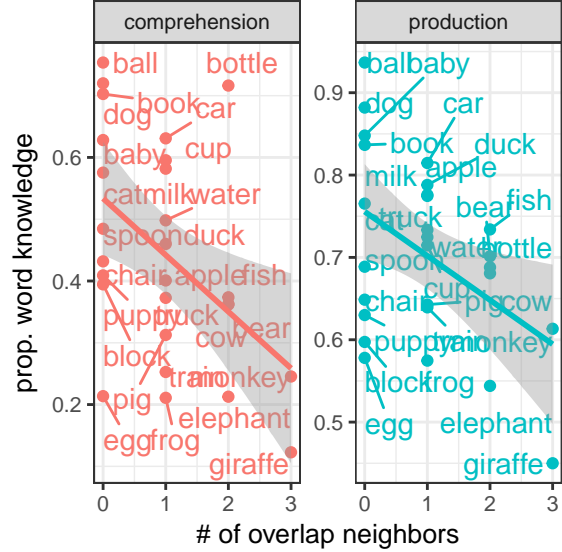 comprehension
production
prop. word knowledge
0.6
0.4
0.2
ball
bottle
book
car
dog
baby
cup
cat
milk
water
spoon
duck
chair
apple
fish
puppy
truck
cow
bear
block
train
monkey
pig
elephant
egg
frog
giraffe
0
1
2
3
0.9
0.8
0.7
0.6
0.5
ball
baby
dog
car
book
duck
milk
apple
cat
truck
bear
fish
spoon
water
bottle
chair
cup
pig
cow
puppy
train
monkey
block
frog
egg
elephant
giraffe
0
1
2
3
# of overlap neighbors